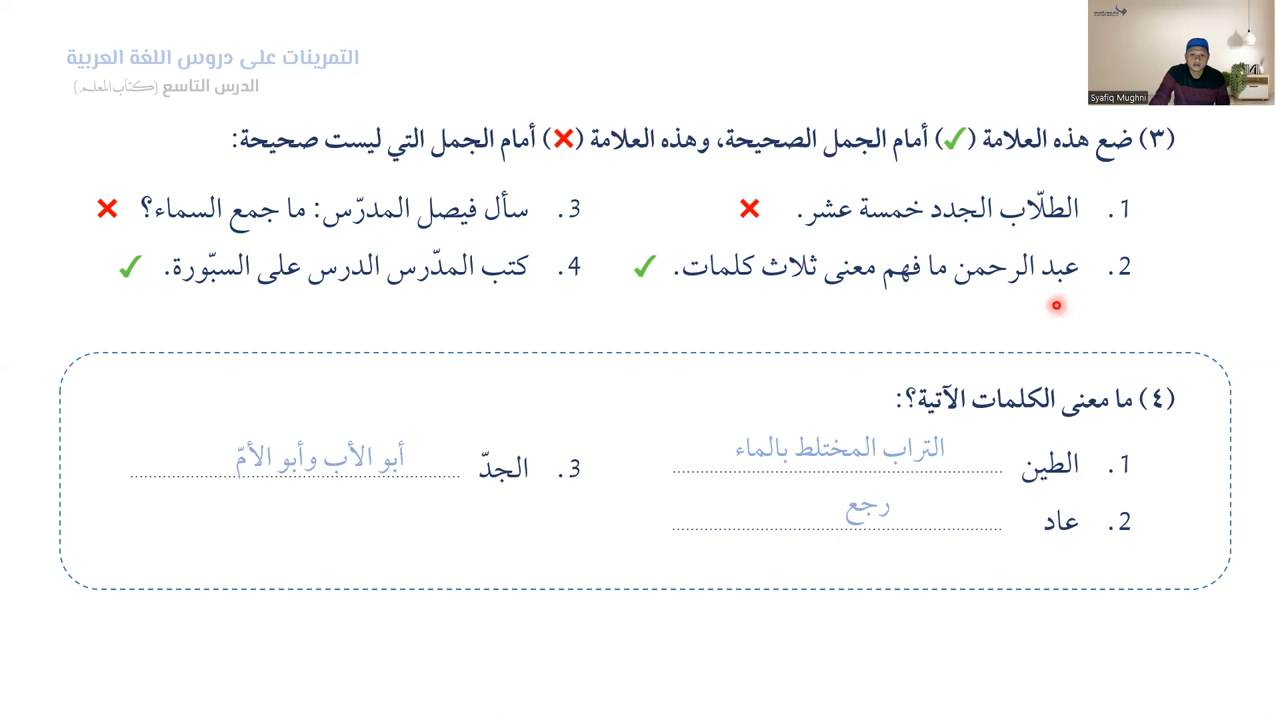 التمرينات على دروس اللغة العربية
الدرس التاسع (كتاب المعلم)
Syafiq Mughni
(٣) ضع هذه العلامة (✓) أمام الجمل الصحيحة، وهذه العلامة (✗) أمام الجمل التي ليست صحيحة:
1. الطلّاب الجدد خمسة عشر. ✗
2. عبد الرحمن ما فهم معنى ثلاث كلمات. ✓
3. سأل فيصل المدرّس: ما جمع السماء؟ ✗
4. كتب المدّرس الدرس على السبّورة. ✓
(٤) ما معنى الكلمات الآتية؟:
1. الطين التراب المختلط بالماء
2. عاد رجع
3. الجدّ أبو الأب وأبو الأمّ